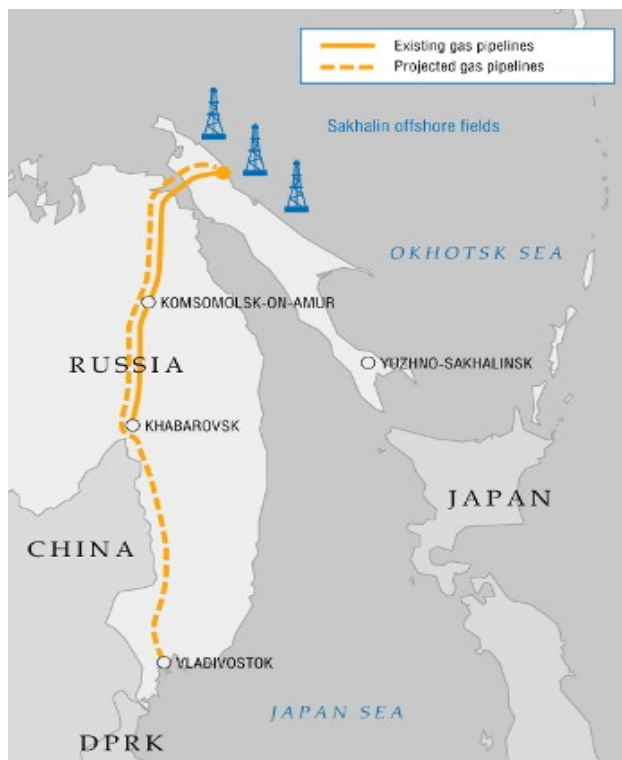 Existing gas pipelines
Projected gas pipelines
Sakhalin offshore fields
OKHOTSK SEA
KOMSOMOLSK-ON-AMUR
RUSSIA
YUZHNO-SAKHALINSK
KHABAROVSK
JAPAN
CHINA
VLADIVOSTOK
JAPAN SEA
DPRK